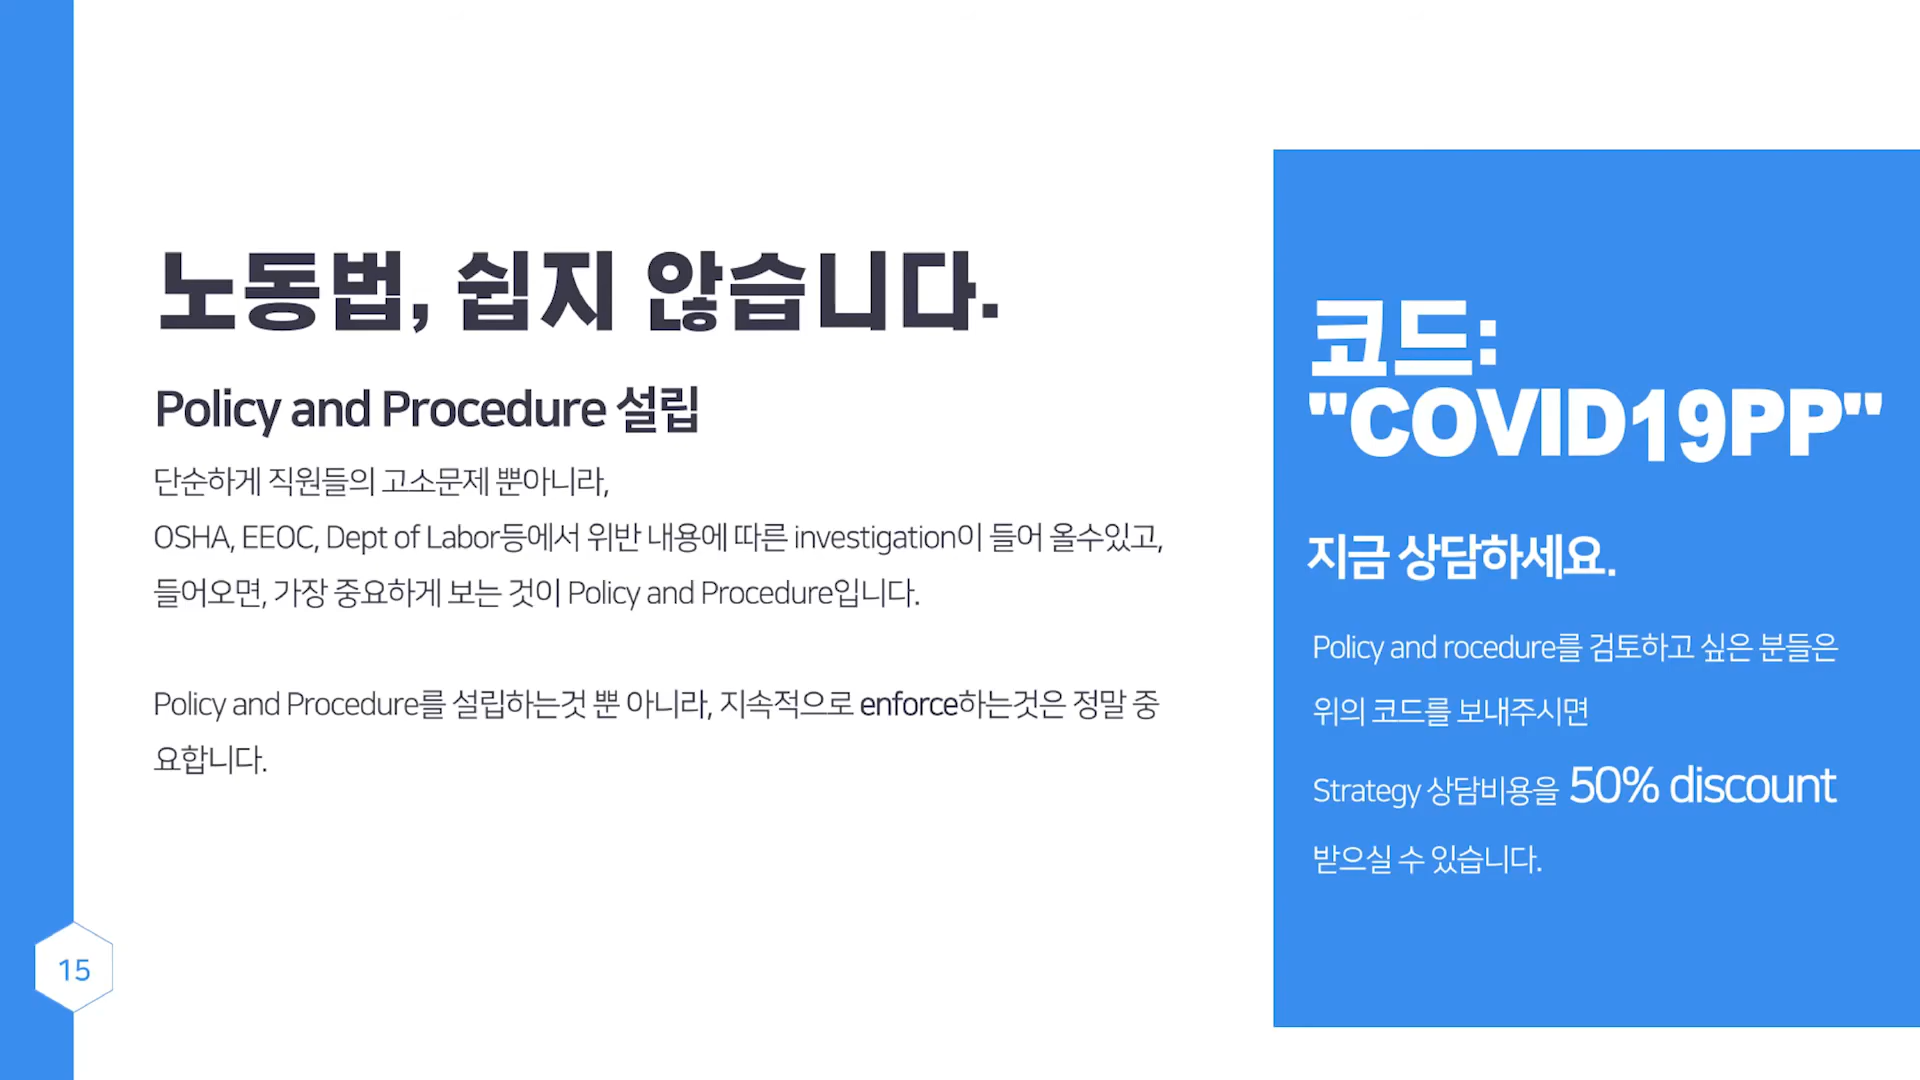 노동법, 쉽지 않습니다.
Policy and Procedure 설립
단순하게 직원들의 고소문제 뿐아니라,
OSHA, EEOC, Dept of Labor등에서 위반 내용에 따른 investigation이 들어 올수있고,
들어오면, 가장 중요하게 보는 것이 Policy and Procedure입니다.
Policy and Procedure를 설립하는것 뿐 아니라, 지속적으로 enforce하는것은 정말 중
요합니다.
코드:
"COVID19PP"
지금 상담하세요.
Policy and rocedure를 검토하고 싶은 분들은
위의 코드를 보내주시면
Strategy 상담비용을 50% discount
받으실 수 있습니다.
15